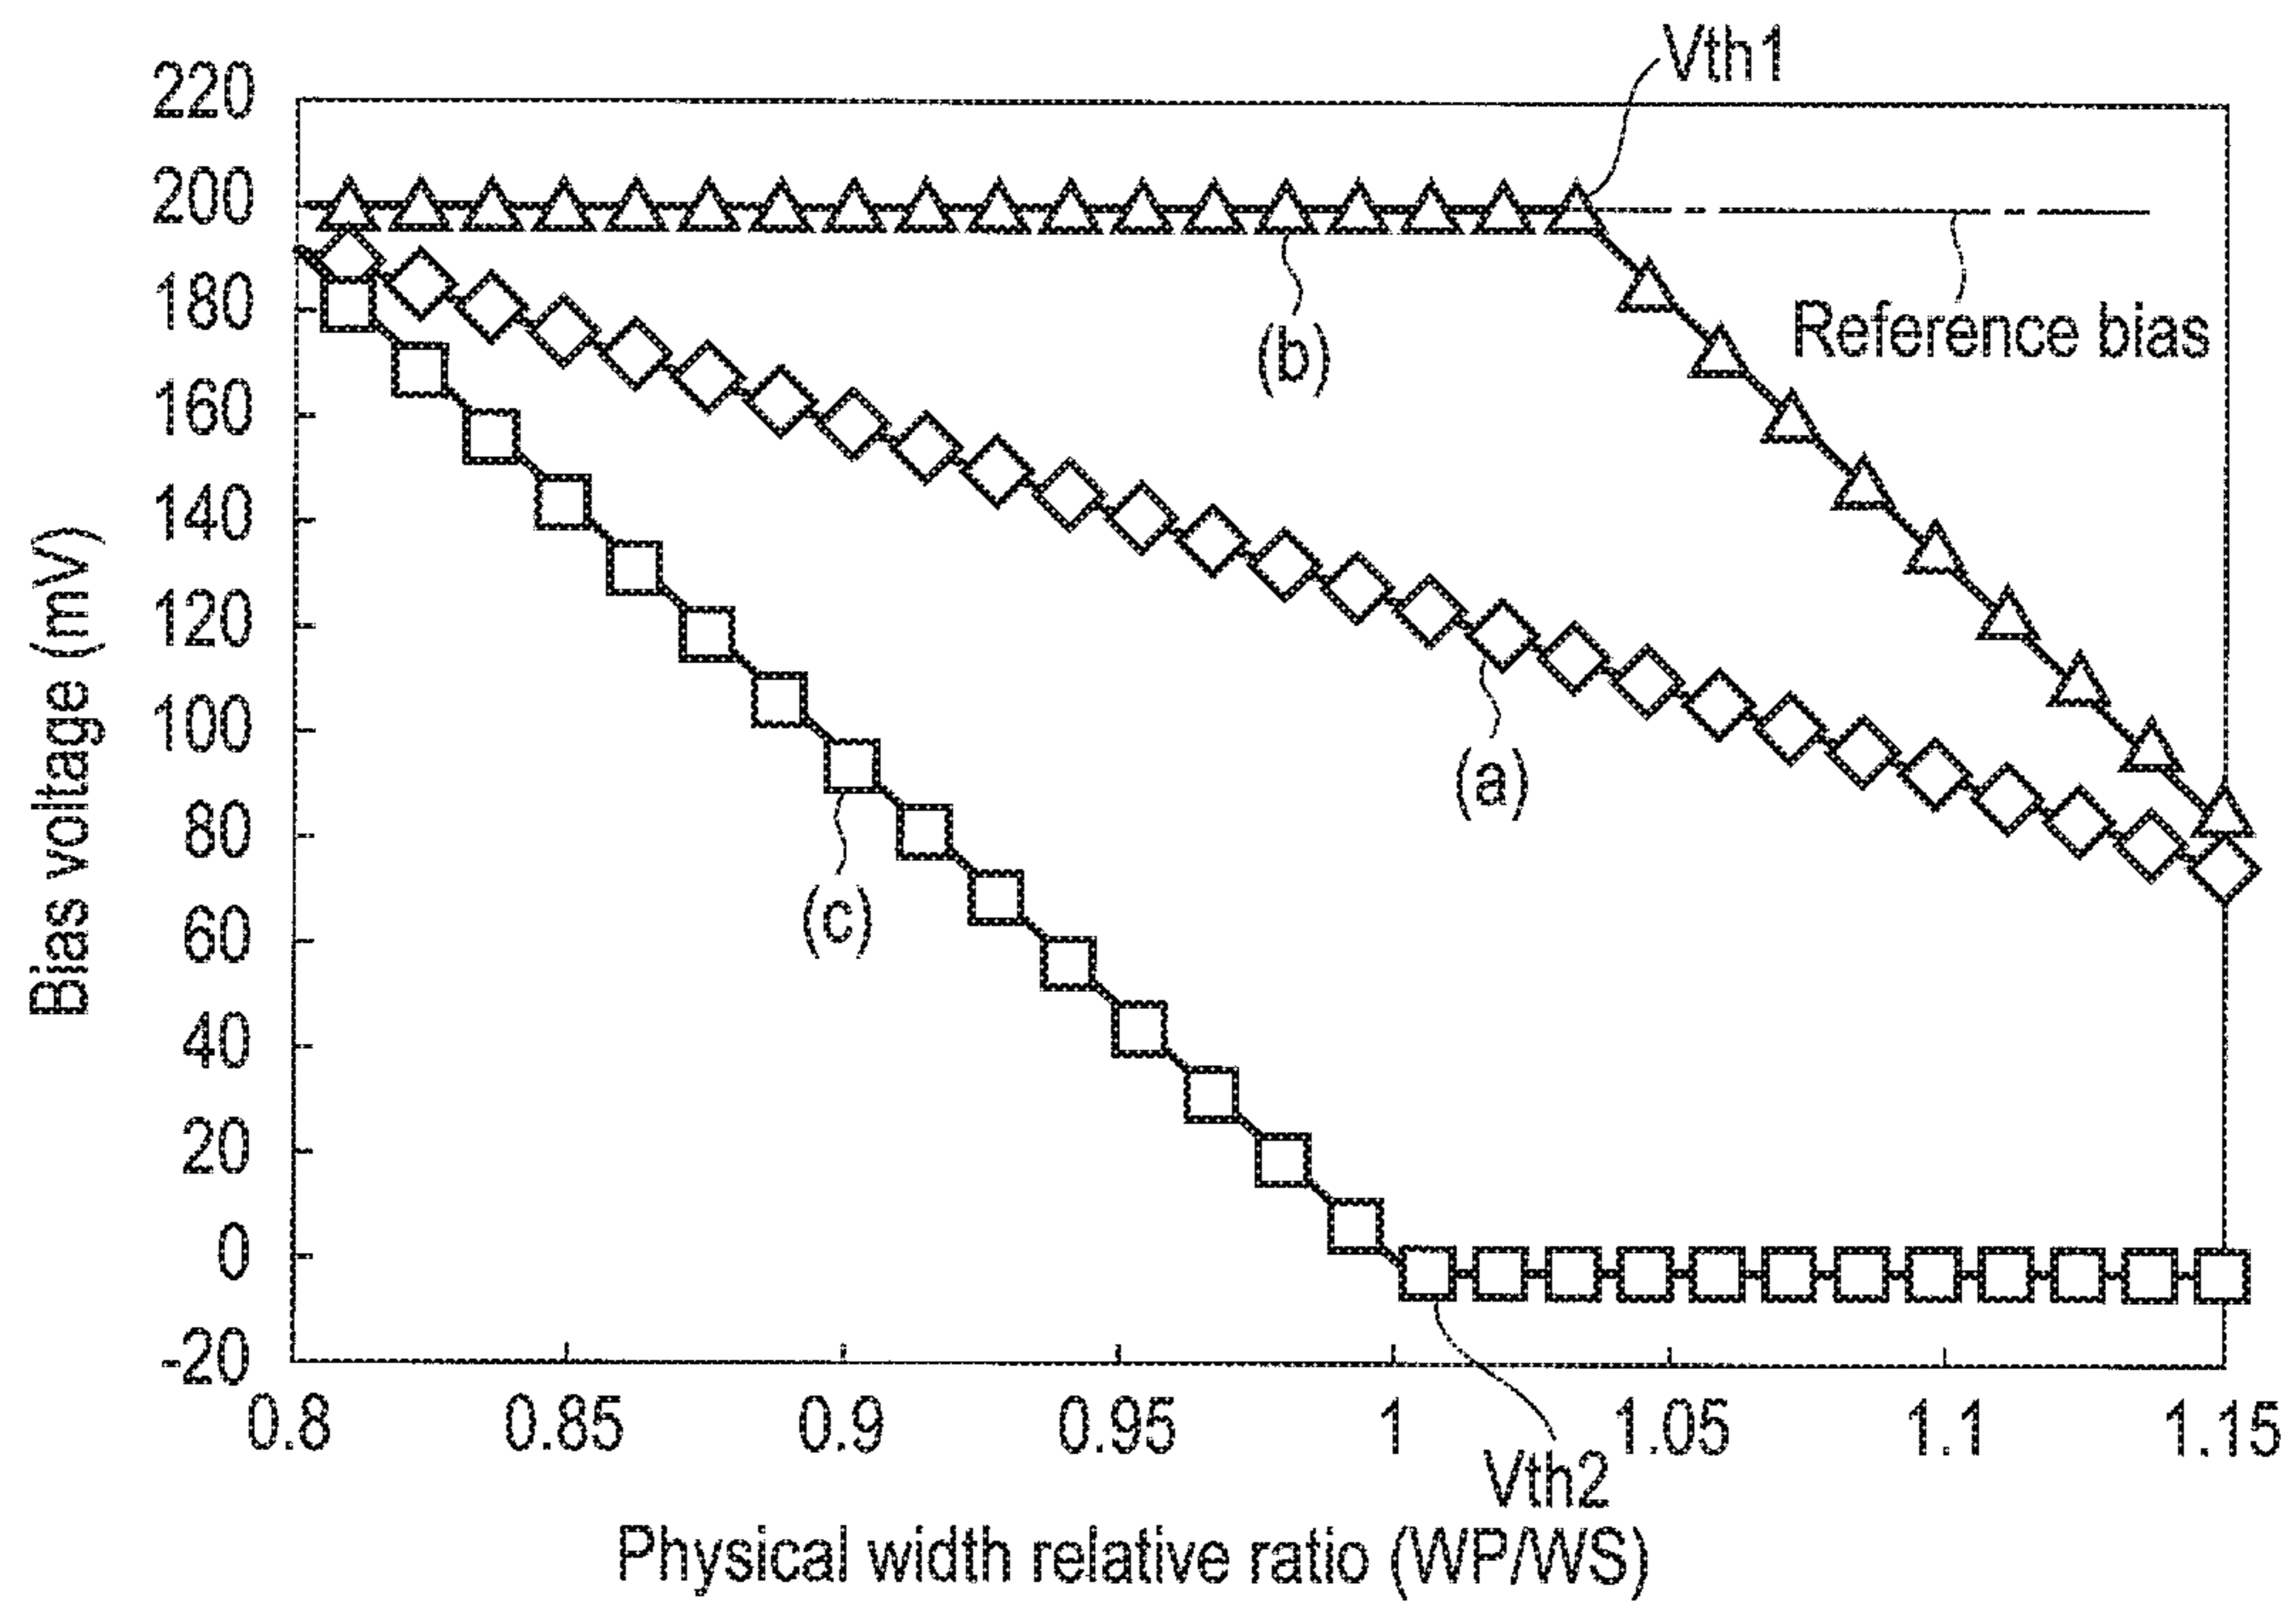 Vth1
220
200
180
160
140
120
100
80
60
40
20
0
-20
Bias voltage (mV)
(b)
Reference bias
(a)
(c)
0.8 0.85 0.9 0.95 1 1.05 1.1 1.15
Vth2
Physical width relative ratio (WP/WS)